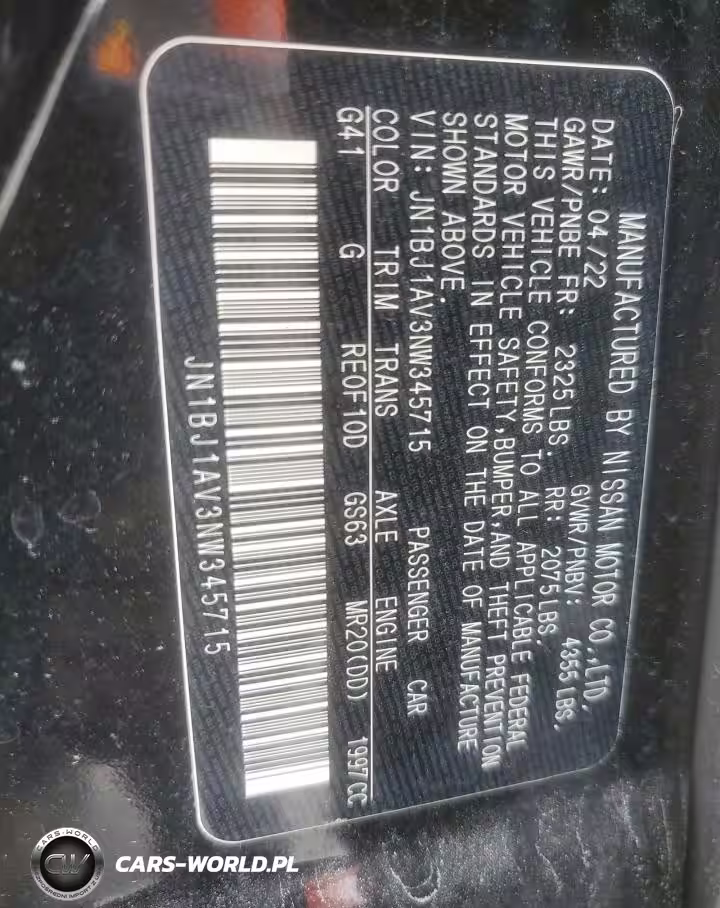 MANUFACTURED BY NISSAN MOTOR CO.,LTD.
DATE: 04/22 GVWR/PNBV: 4355 LBS.
GAWR/PNBE FR: 2325 LBS. RR: 2075 LBS.
THIS VEHICLE CONFORMS TO ALL APPLICABLE FEDERAL
MOTOR VEHICLE SAFETY,BUMPER,AND THEFT PREVENTION
STANDARDS IN EFFECT ON THE DATE OF MANUFACTURE
SHOWN ABOVE.
VIN: JN1BJ1AV3NW345715 PASSENGER CAR
COLOR TRIM TRANS AXLE ENGINE
G41 G RE0F10D GS63 MR20(DD) 1997CC
JN1BJ1AV3NW345715
CARS-WORLD
CW
CARS-WORLD.PL